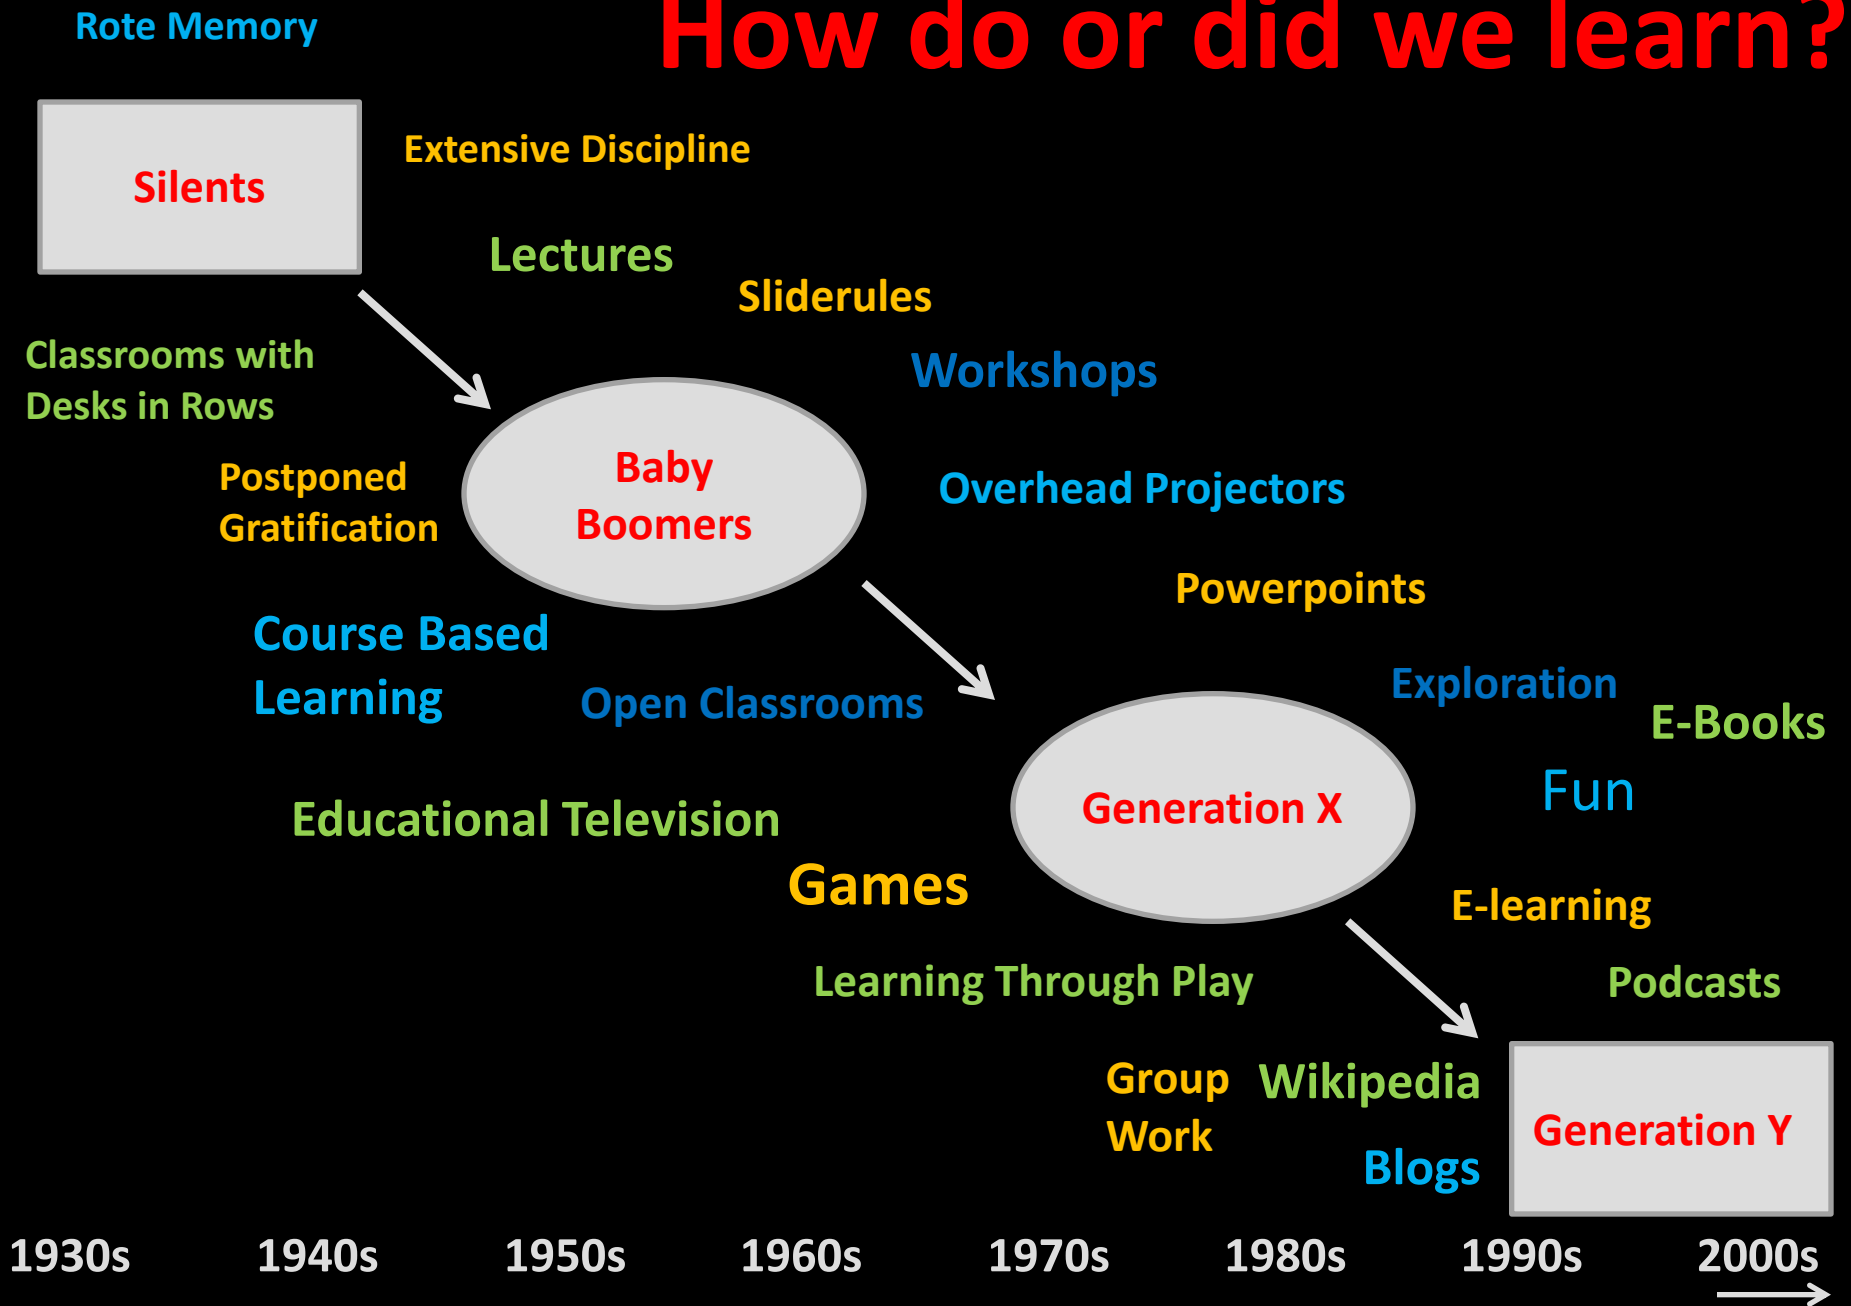 How do or did we learn?
Rote Memory
Silents
Extensive Discipline
Lectures
Sliderules
Classrooms with
Desks in Rows
Workshops
Postponed
Gratification
Baby
Boomers
Overhead Projectors
Powerpoints
Course Based
Learning
Open Classrooms
Exploration
E-Books
Fun
Educational Television
Generation X
Games
E-learning
Learning Through Play
Podcasts
Group
Work
Wikipedia
Blogs
Generation Y
1930s 1940s 1950s 1960s 1970s 1980s 1990s 2000s